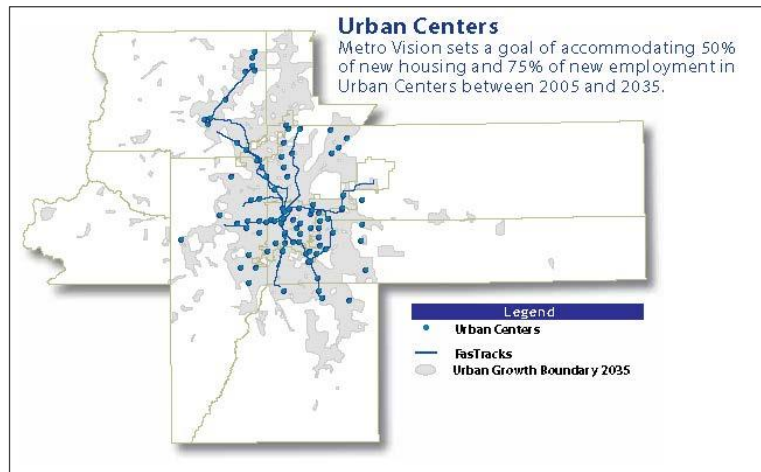 Urban Centers
Metro Vision sets a goal of accommodating 50%
of new housing and 75% of new employment in
Urban Centers between 2005 and 2035.
Legend
Urban Centers
FasTracks
Urban Growth Boundary 2035